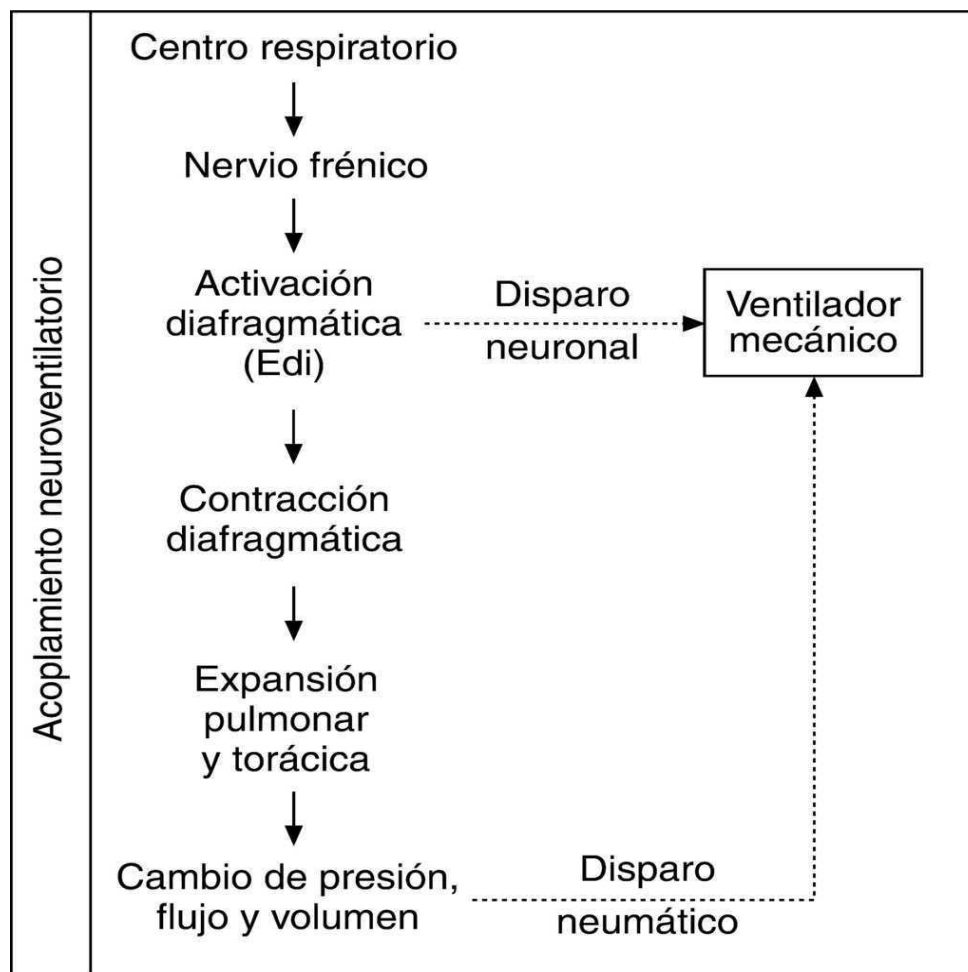 Acoplamiento neuroventilatorio
Centro respiratorio
Nervio frénico
Activación
diafragmática
(Edi)
Disparo
neuronal
Ventilador
mecánico
Contracción
diafragmática
Expansión
pulmonar
y torácica
Cambio de presión,
flujo y volumen
Disparo
neumático